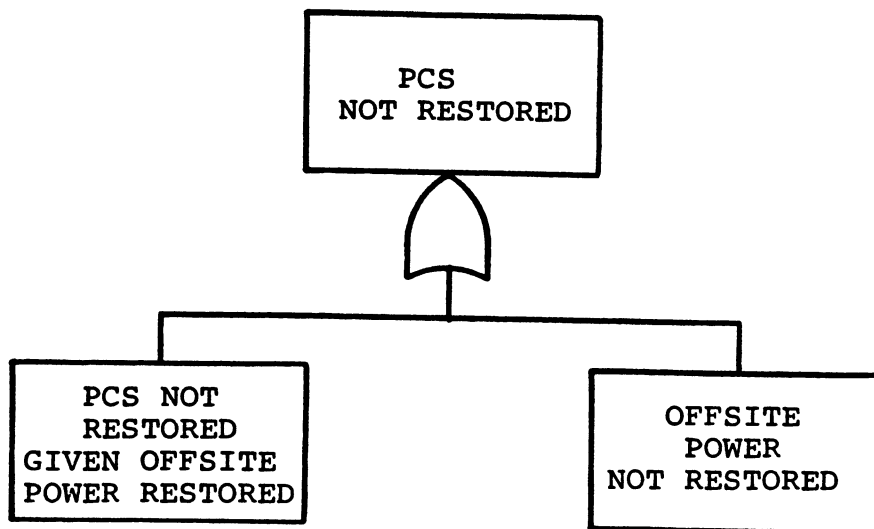 PCS
NOT RESTORED
PCS NOT
RESTORED
GIVEN OFFSITE
POWER RESTORED
OFFSITE
POWER
NOT RESTORED